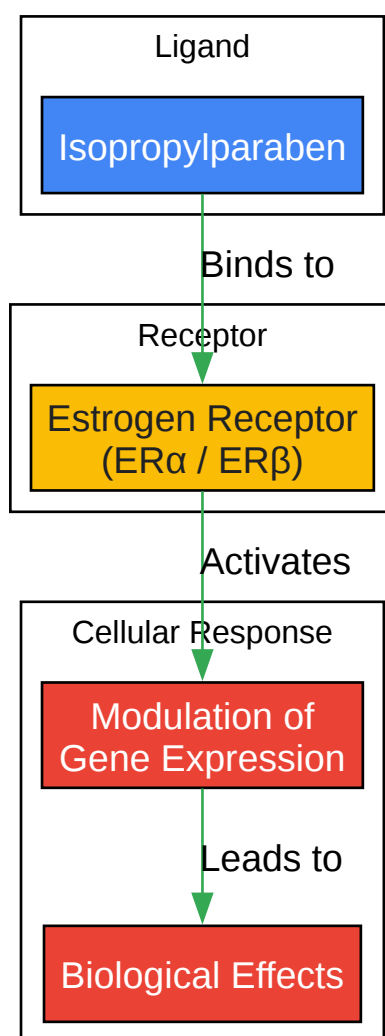 Ligand
Isopropylparaben
Binds to
Receptor
Estrogen Receptor
(ERα / ERβ)
Activates
Cellular Response
Modulation of
Gene Expression
Leads to
Biological Effects